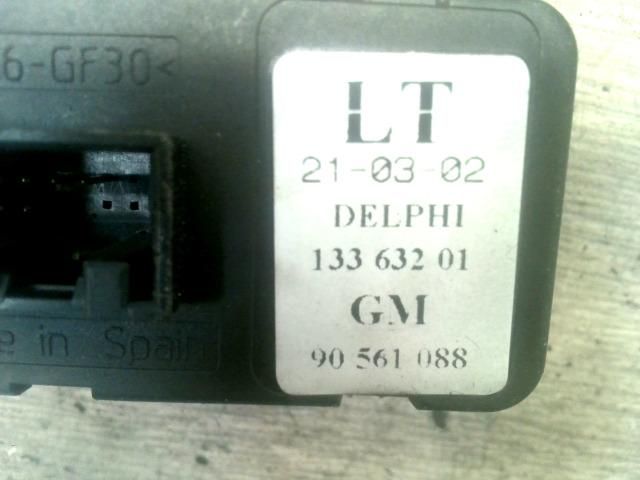 6-GF30<
LT
21-03-02
DELPHI
133 632 01
GM
90 561 088
in Spain